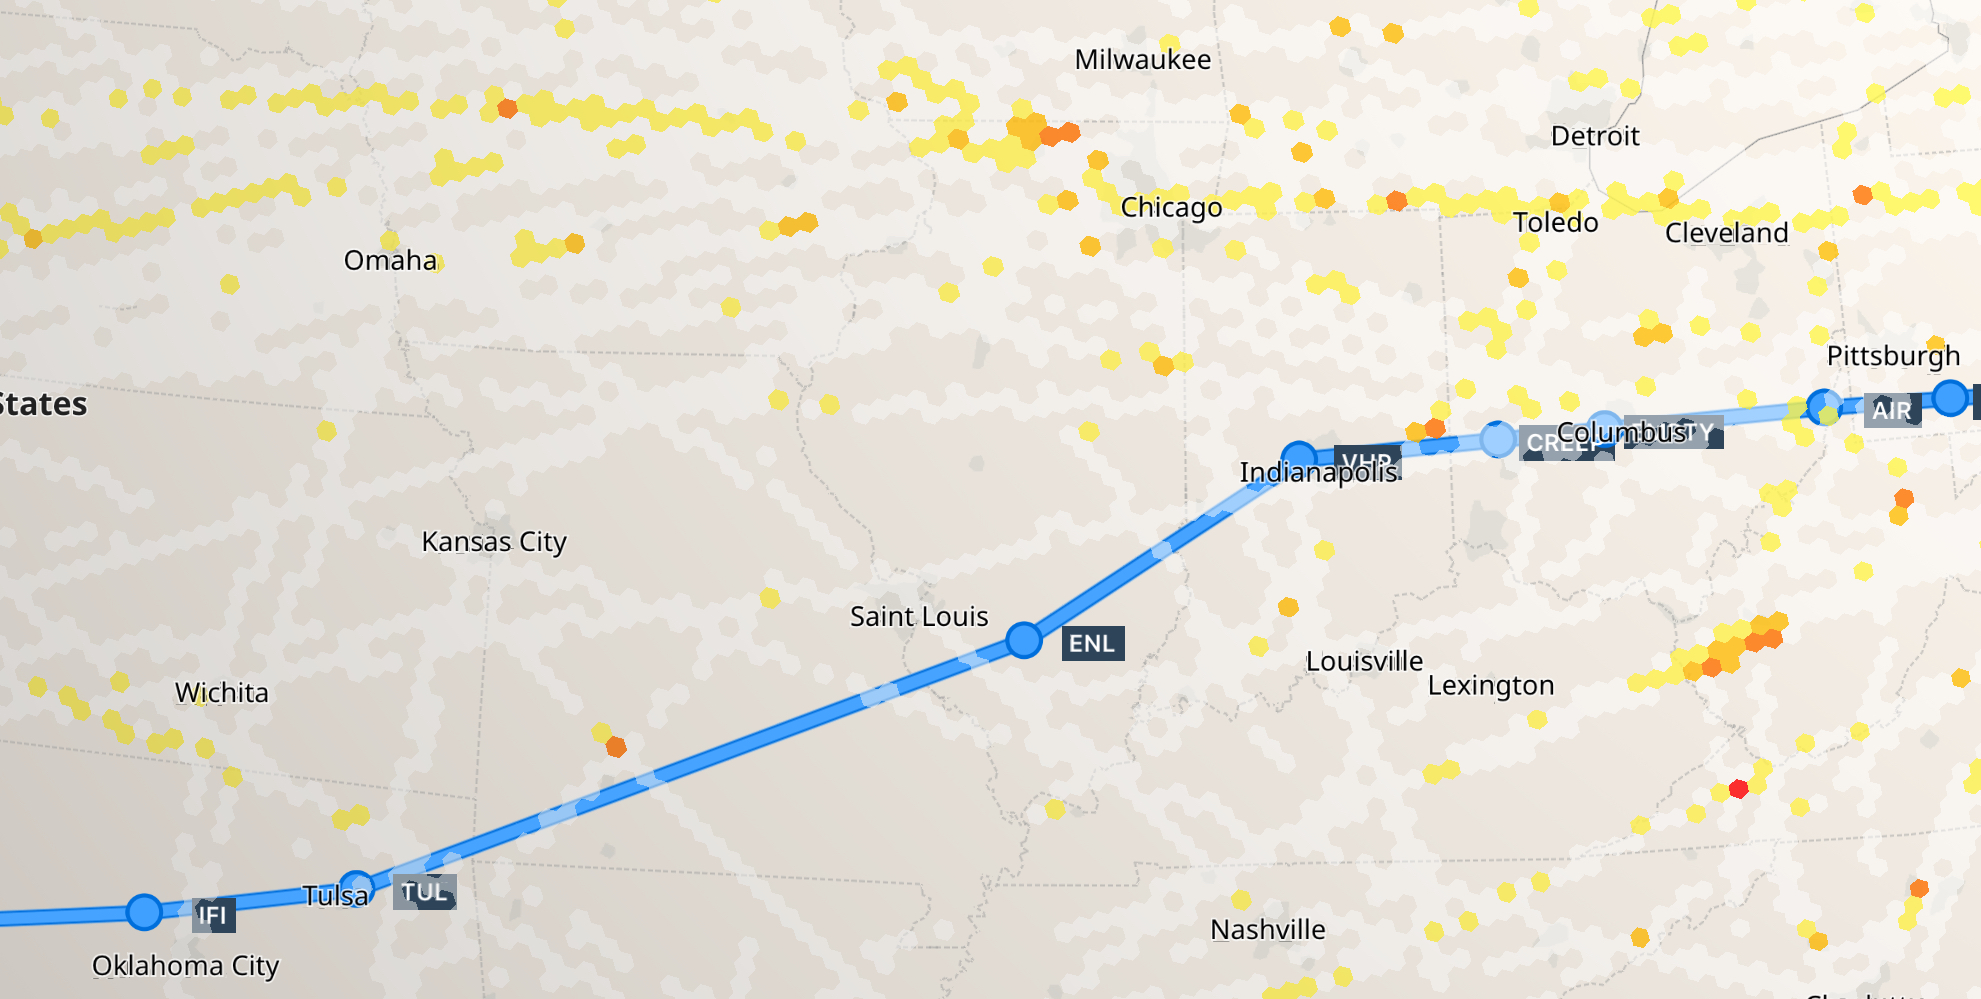 Milwaukee
Detroit
Chicago
Toledo
Cleveland
Omaha
Pittsburgh
States
AIR
Columbus
VHP
Indianapolis
Kansas City
Saint Louis
ENL
Louisville
Lexington
Wichita
Tulsa
TUL
IFI
Nashville
Oklahoma City